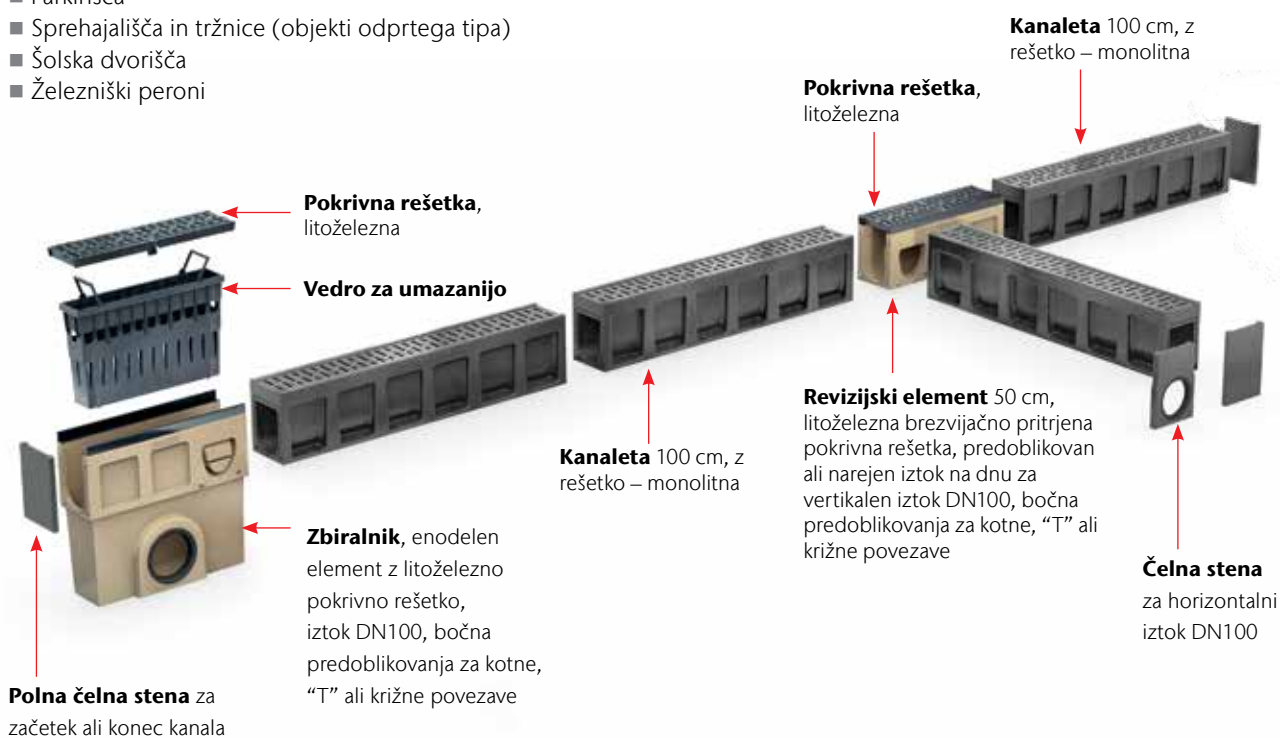 Parkirišča
Sprehajališča in tržnice (objekti odprtega tipa)
Šolska dvorišča
Železniški peroni
Kanaleta 100 cm, z
rešetko – monolitna
Pokrivna rešetka,
litoželezna
Pokrivna rešetka,
litoželezna
Vedro za umazanijo
Kanaleta 100 cm, z
rešetko – monolitna
Revizijski element 50 cm,
litoželezna brezvijačno pritrjena
pokrivna rešetka, predoblikovan
ali narejen iztok na dnu za
vertikalen iztok DN100, bočna
predoblikovanja za kotne, “T” ali
križne povezave
Zbiralnik, enodelen
element z litoželezno
pokrivno rešetko,
iztok DN100, bočna
predoblikovanja za kotne,
“T” ali križne povezave
Čelna stena
za horizontalni
iztok DN100
Polna čelna stena za
začetek ali konec kanala